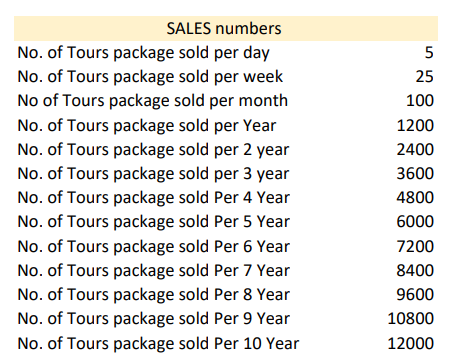 SALES numbers
No. of Tours package sold per day 5
No. of Tours package sold per week 25
No of Tours package sold per month 100
No. of Tours package sold per Year 1200
No. of Tours package sold per 2 year 2400
No. of Tours package sold per 3 year 3600
No. of Tours package sold Per 4 Year 4800
No. of Tours package sold Per 5 Year 6000
No. of Tours package sold Per 6 Year 7200
No. of Tours package sold Per 7 Year 8400
No. of Tours package sold Per 8 Year 9600
No. of Tours package sold Per 9 Year 10800
No. of Tours package sold Per 10 Year 12000